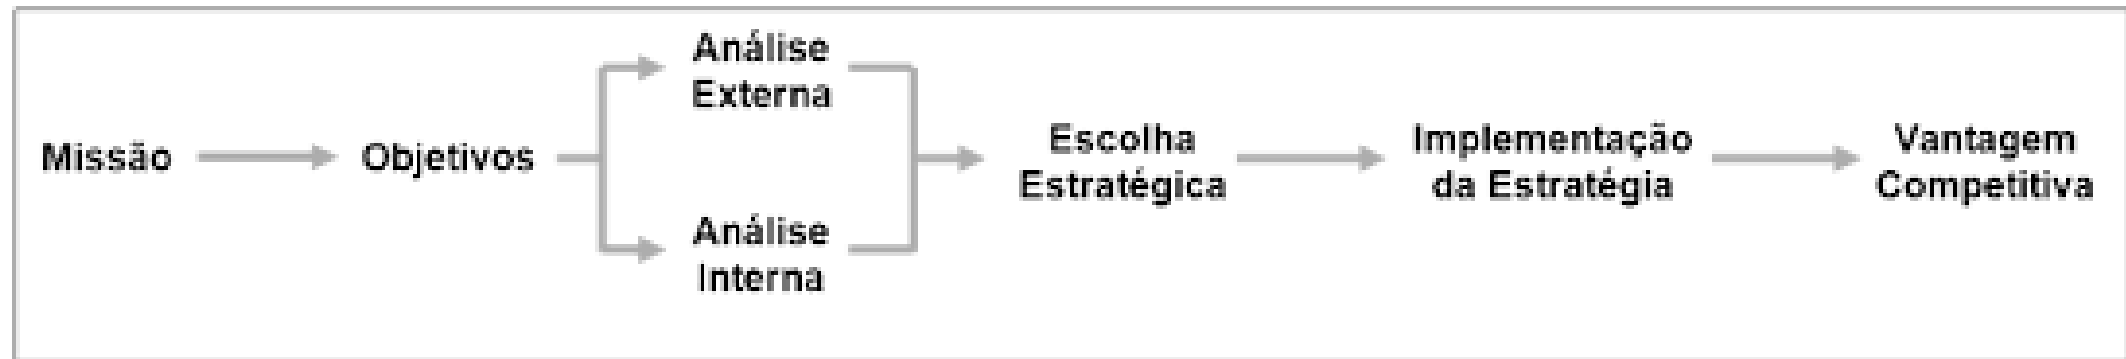 Missão
Objetivos
Análise
Externa
Análise
Interna
Escolha
Estratégica
Implementação
da Estratégia
Vantagem
Competitiva